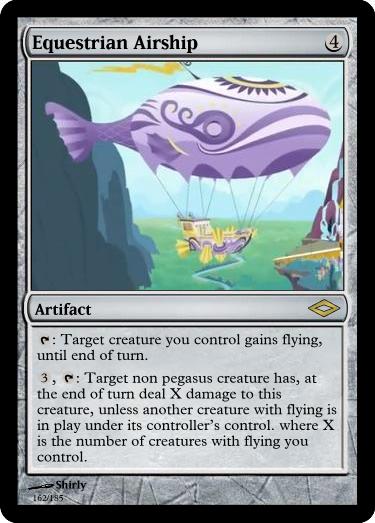 Equestrian Airship 4
Artifact
: Target creature you control gains flying,
until end of turn.
3, : Target non pegasus creature has, at
the end of turn deal X damage to this
creature, unless another creature with flying is
in play under its controller's control. where X
is the number of creatures with flying you
control.
Shirly
162/185